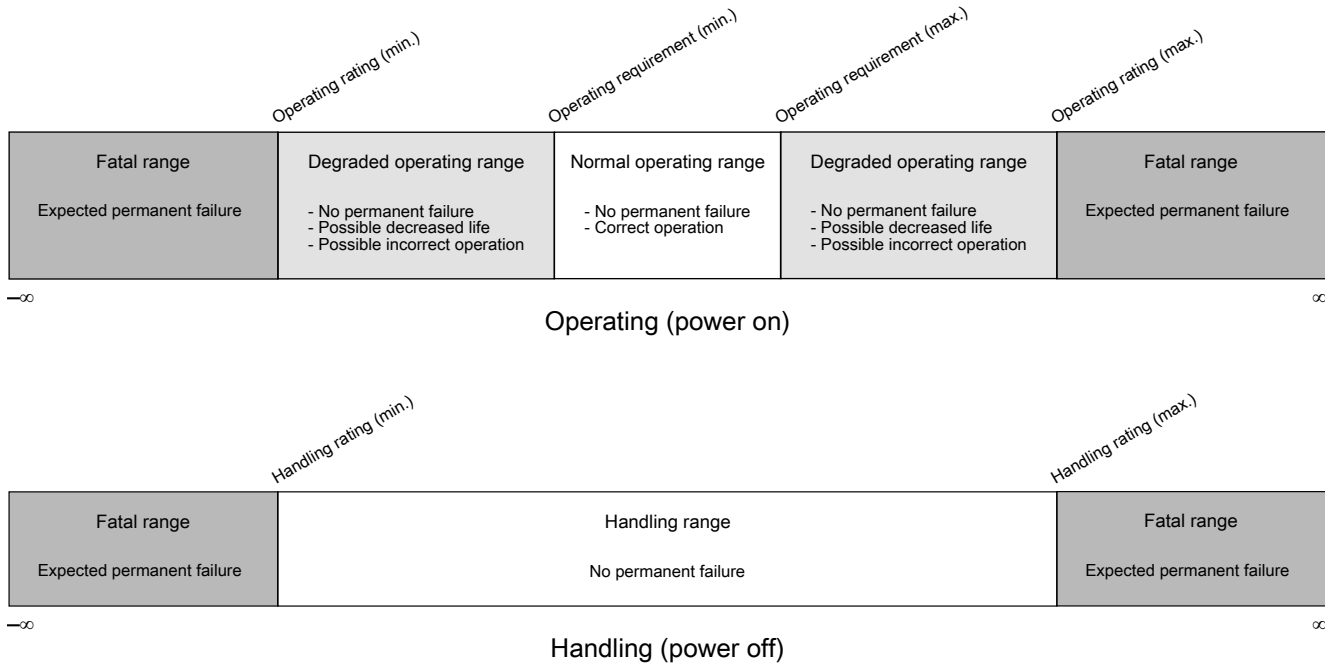 Operating rating (min.)
Operating requirement (min.)
Operating requirement (max.)
Operating rating (max.)
Fatal range
Expected permanent failure
Degraded operating range
- No permanent failure
- Possible decreased life
- Possible incorrect operation
Normal operating range
- No permanent failure
- Correct operation
Degraded operating range
- No permanent failure
- Possible decreased life
- Possible incorrect operation
Fatal range
Expected permanent failure
–∞
∞
Operating (power on)
Handling rating (min.)
Handling rating (max.)
Fatal range
Expected permanent failure
Handling range
No permanent failure
Fatal range
Expected permanent failure
–∞
∞
Handling (power off)